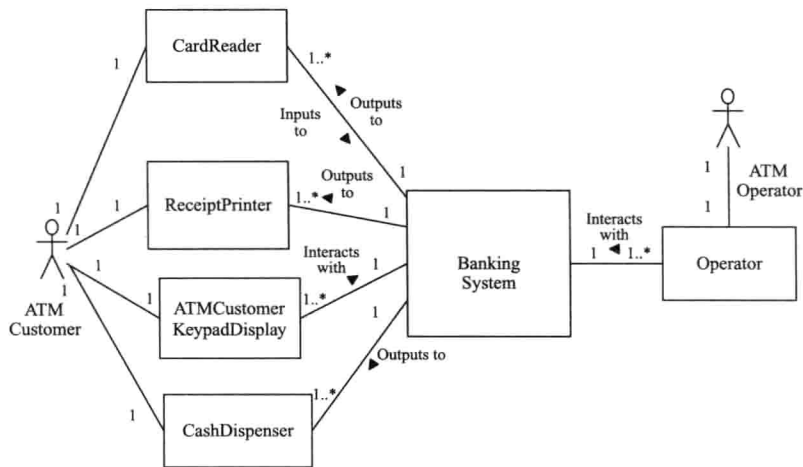 CardReader
1
1..*
Outputs
to
Inputs
to
1
ReceiptPrinter
1
1..*
Outputs
to
1
1
1
ATM
Customer
1
1
ATMCustomer
KeypadDisplay
1
1..*
Interacts
with
1
Banking
System
1
Outputs to
CashDispenser
1
1..*
1
ATM
Operator
1
Interacts
with
1
1..*
Operator